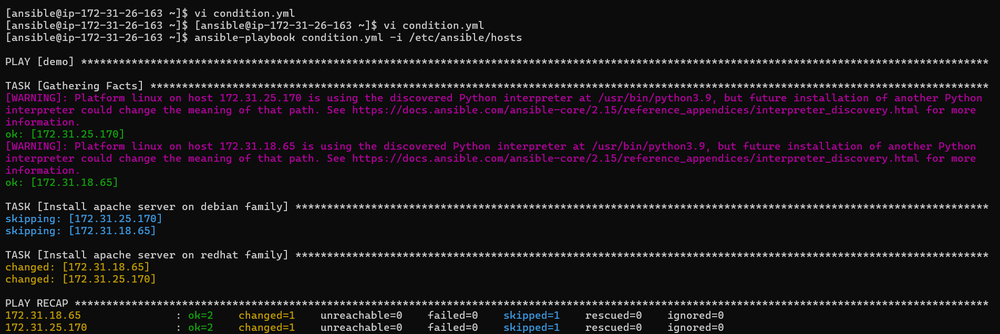 [ansible@ip-172-31-26-163 ~]$ vi condition.yml
[ansible@ip-172-31-26-163 ~]$ [ansible@ip-172-31-26-163 ~]$ vi condition.yml
[ansible@ip-172-31-26-163 ~]$ ansible-playbook condition.yml -i /etc/ansible/hosts
PLAY [demo] ************************************************************************************************************************************************
TASK [Gathering Facts] *************************************************************************************************************************************
[WARNING]: Platform linux on host 172.31.25.170 is using the discovered Python interpreter at /usr/bin/python3.9, but future installation of another Python
interpreter could change the meaning of that path. See https://docs.ansible.com/ansible-core/2.15/reference_appendices/interpreter_discovery.html for more
information.
ok: [172.31.25.170]
[WARNING]: Platform linux on host 172.31.18.65 is using the discovered Python interpreter at /usr/bin/python3.9, but future installation of another Python
interpreter could change the meaning of that path. See https://docs.ansible.com/ansible-core/2.15/reference_appendices/interpreter_discovery.html for more
information.
ok: [172.31.18.65]
TASK [Install apache server on debian family] **************************************************************************************************************
skipping: [172.31.25.170]
skipping: [172.31.18.65]
TASK [Install apache server on redhat family] **************************************************************************************************************
changed: [172.31.18.65]
changed: [172.31.25.170]
PLAY RECAP *************************************************************************************************************************************************
172.31.18.65               : ok=2    changed=1    unreachable=0    failed=0    skipped=1    rescued=0    ignored=0
172.31.25.170              : ok=2    changed=1    unreachable=0    failed=0    skipped=1    rescued=0    ignored=0